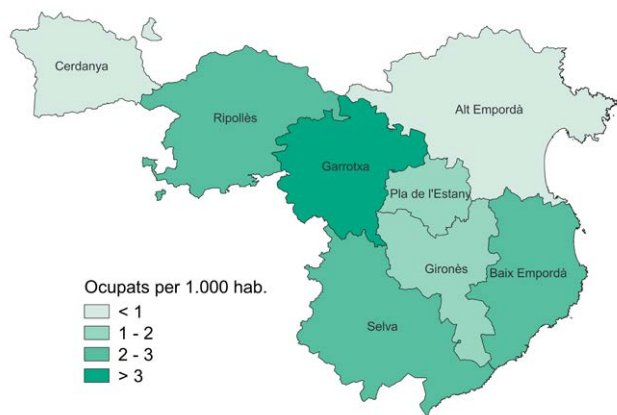 Cerdanya
Ripollès
Alt Empordà
Garrotxa
Pla de l'Estany
Gironès
Baix Empordà
Selva
Ocupats per 1.000 hab.
< 1
1 - 2
2 - 3
> 3